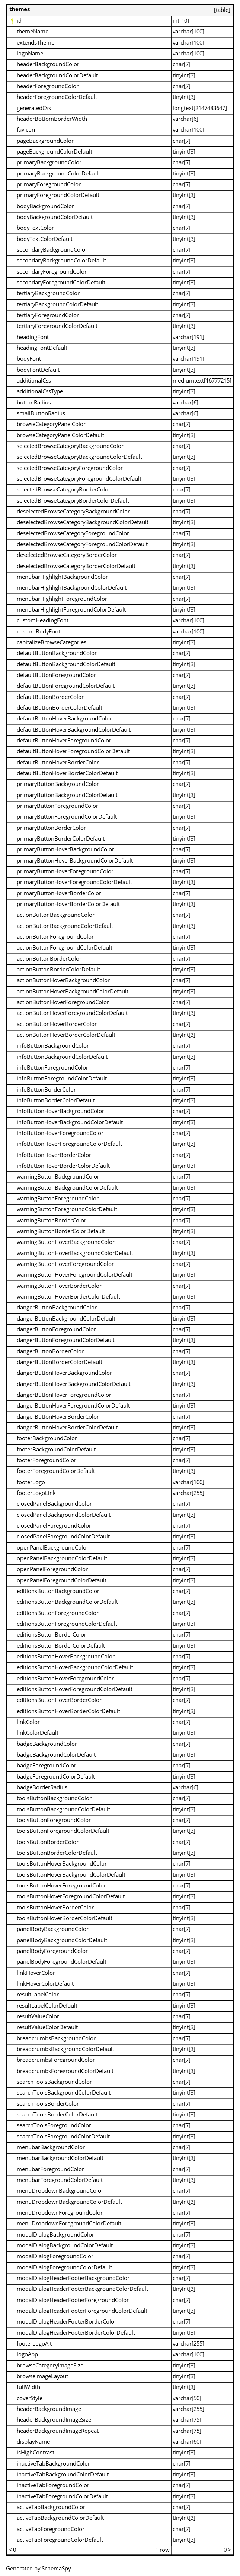 themes [table]
id int[10]
themeName varchar[100]
extendsTheme varchar[100]
logoName varchar[100]
headerBackgroundColor char[7]
headerBackgroundColorDefault tinyint[3]
headerForegroundColor char[7]
headerForegroundColorDefault tinyint[3]
generatedCss longtext[2147483647]
headerBottomBorderWidth varchar[6]
favicon varchar[100]
pageBackgroundColor char[7]
pageBackgroundColorDefault tinyint[3]
primaryBackgroundColor char[7]
primaryBackgroundColorDefault tinyint[3]
primaryForegroundColor char[7]
primaryForegroundColorDefault tinyint[3]
bodyBackgroundColor char[7]
bodyBackgroundColorDefault tinyint[3]
bodyTextColor char[7]
bodyTextColorDefault tinyint[3]
secondaryBackgroundColor char[7]
secondaryBackgroundColorDefault tinyint[3]
secondaryForegroundColor char[7]
secondaryForegroundColorDefault tinyint[3]
tertiaryBackgroundColor char[7]
tertiaryBackgroundColorDefault tinyint[3]
tertiaryForegroundColor char[7]
tertiaryForegroundColorDefault tinyint[3]
headingFont varchar[191]
headingFontDefault tinyint[3]
bodyFont varchar[191]
bodyFontDefault tinyint[3]
additionalCss mediumtext[16777215]
additionalCssType tinyint[3]
buttonRadius varchar[6]
smallButtonRadius varchar[6]
browseCategoryPanelColor char[7]
browseCategoryPanelColorDefault tinyint[3]
selectedBrowseCategoryBackgroundColor char[7]
selectedBrowseCategoryBackgroundColorDefault tinyint[3]
selectedBrowseCategoryForegroundColor char[7]
selectedBrowseCategoryForegroundColorDefault tinyint[3]
selectedBrowseCategoryBorderColor char[7]
selectedBrowseCategoryBorderColorDefault tinyint[3]
deselectedBrowseCategoryBackgroundColor char[7]
deselectedBrowseCategoryBackgroundColorDefault tinyint[3]
deselectedBrowseCategoryForegroundColor char[7]
deselectedBrowseCategoryForegroundColorDefault tinyint[3]
deselectedBrowseCategoryBorderColor char[7]
deselectedBrowseCategoryBorderColorDefault tinyint[3]
menubarHighlightBackgroundColor char[7]
menubarHighlightBackgroundColorDefault tinyint[3]
menubarHighlightForegroundColor char[7]
menubarHighlightForegroundColorDefault tinyint[3]
customHeadingFont varchar[100]
customBodyFont varchar[100]
capitalizeBrowseCategories tinyint[3]
defaultButtonBackgroundColor char[7]
defaultButtonBackgroundColorDefault tinyint[3]
defaultButtonForegroundColor char[7]
defaultButtonForegroundColorDefault tinyint[3]
defaultButtonBorderColor char[7]
defaultButtonBorderColorDefault tinyint[3]
defaultButtonHoverBackgroundColor char[7]
defaultButtonHoverBackgroundColorDefault tinyint[3]
defaultButtonHoverForegroundColor char[7]
defaultButtonHoverForegroundColorDefault tinyint[3]
defaultButtonHoverBorderColor char[7]
defaultButtonHoverBorderColorDefault tinyint[3]
primaryButtonBackgroundColor char[7]
primaryButtonBackgroundColorDefault tinyint[3]
primaryButtonForegroundColor char[7]
primaryButtonForegroundColorDefault tinyint[3]
primaryButtonBorderColor char[7]
primaryButtonBorderColorDefault tinyint[3]
primaryButtonHoverBackgroundColor char[7]
primaryButtonHoverBackgroundColorDefault tinyint[3]
primaryButtonHoverForegroundColor char[7]
primaryButtonHoverForegroundColorDefault tinyint[3]
primaryButtonHoverBorderColor char[7]
primaryButtonHoverBorderColorDefault tinyint[3]
actionButtonBackgroundColor char[7]
actionButtonBackgroundColorDefault tinyint[3]
actionButtonForegroundColor char[7]
actionButtonForegroundColorDefault tinyint[3]
actionButtonBorderColor char[7]
actionButtonBorderColorDefault tinyint[3]
actionButtonHoverBackgroundColor char[7]
actionButtonHoverBackgroundColorDefault tinyint[3]
actionButtonHoverForegroundColor char[7]
actionButtonHoverForegroundColorDefault tinyint[3]
actionButtonHoverBorderColor char[7]
actionButtonHoverBorderColorDefault tinyint[3]
infoButtonBackgroundColor char[7]
infoButtonBackgroundColorDefault tinyint[3]
infoButtonForegroundColor char[7]
infoButtonForegroundColorDefault tinyint[3]
infoButtonBorderColor char[7]
infoButtonBorderColorDefault tinyint[3]
infoButtonHoverBackgroundColor char[7]
infoButtonHoverBackgroundColorDefault tinyint[3]
infoButtonHoverForegroundColor char[7]
infoButtonHoverForegroundColorDefault tinyint[3]
infoButtonHoverBorderColor char[7]
infoButtonHoverBorderColorDefault tinyint[3]
warningButtonBackgroundColor char[7]
warningButtonBackgroundColorDefault tinyint[3]
warningButtonForegroundColor char[7]
warningButtonForegroundColorDefault tinyint[3]
warningButtonBorderColor char[7]
warningButtonBorderColorDefault tinyint[3]
warningButtonHoverBackgroundColor char[7]
warningButtonHoverBackgroundColorDefault tinyint[3]
warningButtonHoverForegroundColor char[7]
warningButtonHoverForegroundColorDefault tinyint[3]
warningButtonHoverBorderColor char[7]
warningButtonHoverBorderColorDefault tinyint[3]
dangerButtonBackgroundColor char[7]
dangerButtonBackgroundColorDefault tinyint[3]
dangerButtonForegroundColor char[7]
dangerButtonForegroundColorDefault tinyint[3]
dangerButtonBorderColor char[7]
dangerButtonBorderColorDefault tinyint[3]
dangerButtonHoverBackgroundColor char[7]
dangerButtonHoverBackgroundColorDefault tinyint[3]
dangerButtonHoverForegroundColor char[7]
dangerButtonHoverForegroundColorDefault tinyint[3]
dangerButtonHoverBorderColor char[7]
dangerButtonHoverBorderColorDefault tinyint[3]
footerBackgroundColor char[7]
footerBackgroundColorDefault tinyint[3]
footerForegroundColor char[7]
footerForegroundColorDefault tinyint[3]
footerLogo varchar[100]
footerLogoLink varchar[255]
closedPanelBackgroundColor char[7]
closedPanelBackgroundColorDefault tinyint[3]
closedPanelForegroundColor char[7]
closedPanelForegroundColorDefault tinyint[3]
openPanelBackgroundColor char[7]
openPanelBackgroundColorDefault tinyint[3]
openPanelForegroundColor char[7]
openPanelForegroundColorDefault tinyint[3]
editionsButtonBackgroundColor char[7]
editionsButtonBackgroundColorDefault tinyint[3]
editionsButtonForegroundColor char[7]
editionsButtonForegroundColorDefault tinyint[3]
editionsButtonBorderColor char[7]
editionsButtonBorderColorDefault tinyint[3]
editionsButtonHoverBackgroundColor char[7]
editionsButtonHoverBackgroundColorDefault tinyint[3]
editionsButtonHoverForegroundColor char[7]
editionsButtonHoverForegroundColorDefault tinyint[3]
editionsButtonHoverBorderColor char[7]
editionsButtonHoverBorderColorDefault tinyint[3]
linkColor char[7]
linkColorDefault tinyint[3]
badgeBackgroundColor char[7]
badgeBackgroundColorDefault tinyint[3]
badgeForegroundColor char[7]
badgeForegroundColorDefault tinyint[3]
badgeBorderRadius varchar[6]
toolsButtonBackgroundColor char[7]
toolsButtonBackgroundColorDefault tinyint[3]
toolsButtonForegroundColor char[7]
toolsButtonForegroundColorDefault tinyint[3]
toolsButtonBorderColor char[7]
toolsButtonBorderColorDefault tinyint[3]
toolsButtonHoverBackgroundColor char[7]
toolsButtonHoverBackgroundColorDefault tinyint[3]
toolsButtonHoverForegroundColor char[7]
toolsButtonHoverForegroundColorDefault tinyint[3]
toolsButtonHoverBorderColor char[7]
toolsButtonHoverBorderColorDefault tinyint[3]
panelBodyBackgroundColor char[7]
panelBodyBackgroundColorDefault tinyint[3]
panelBodyForegroundColor char[7]
panelBodyForegroundColorDefault tinyint[3]
linkHoverColor char[7]
linkHoverColorDefault tinyint[3]
resultLabelColor char[7]
resultLabelColorDefault tinyint[3]
resultValueColor char[7]
resultValueColorDefault tinyint[3]
breadcrumbsBackgroundColor char[7]
breadcrumbsBackgroundColorDefault tinyint[3]
breadcrumbsForegroundColor char[7]
breadcrumbsForegroundColorDefault tinyint[3]
searchToolsBackgroundColor char[7]
searchToolsBackgroundColorDefault tinyint[3]
searchToolsBorderColor char[7]
searchToolsBorderColorDefault tinyint[3]
searchToolsForegroundColor char[7]
searchToolsForegroundColorDefault tinyint[3]
menubarBackgroundColor char[7]
menubarBackgroundColorDefault tinyint[3]
menubarForegroundColor char[7]
menubarForegroundColorDefault tinyint[3]
menuDropdownBackgroundColor char[7]
menuDropdownBackgroundColorDefault tinyint[3]
menuDropdownForegroundColor char[7]
menuDropdownForegroundColorDefault tinyint[3]
modalDialogBackgroundColor char[7]
modalDialogBackgroundColorDefault tinyint[3]
modalDialogForegroundColor char[7]
modalDialogForegroundColorDefault tinyint[3]
modalDialogHeaderFooterBackgroundColor char[7]
modalDialogHeaderFooterBackgroundColorDefault tinyint[3]
modalDialogHeaderFooterForegroundColor char[7]
modalDialogHeaderFooterForegroundColorDefault tinyint[3]
modalDialogHeaderFooterBorderColor char[7]
modalDialogHeaderFooterBorderColorDefault tinyint[3]
footerLogoAlt varchar[255]
logoApp varchar[100]
browseCategoryImageSize tinyint[3]
browseImageLayout tinyint[3]
fullWidth tinyint[3]
coverStyle varchar[50]
headerBackgroundImage varchar[255]
headerBackgroundImageSize varchar[75]
headerBackgroundImageRepeat varchar[75]
displayName varchar[60]
isHighContrast tinyint[3]
inactiveTabBackgroundColor char[7]
inactiveTabBackgroundColorDefault tinyint[3]
inactiveTabForegroundColor char[7]
inactiveTabForegroundColorDefault tinyint[3]
activeTabBackgroundColor char[7]
activeTabBackgroundColorDefault tinyint[3]
activeTabForegroundColor char[7]
activeTabForegroundColorDefault tinyint[3]
< 0 1 row 0 >
Generated by SchemaSpy